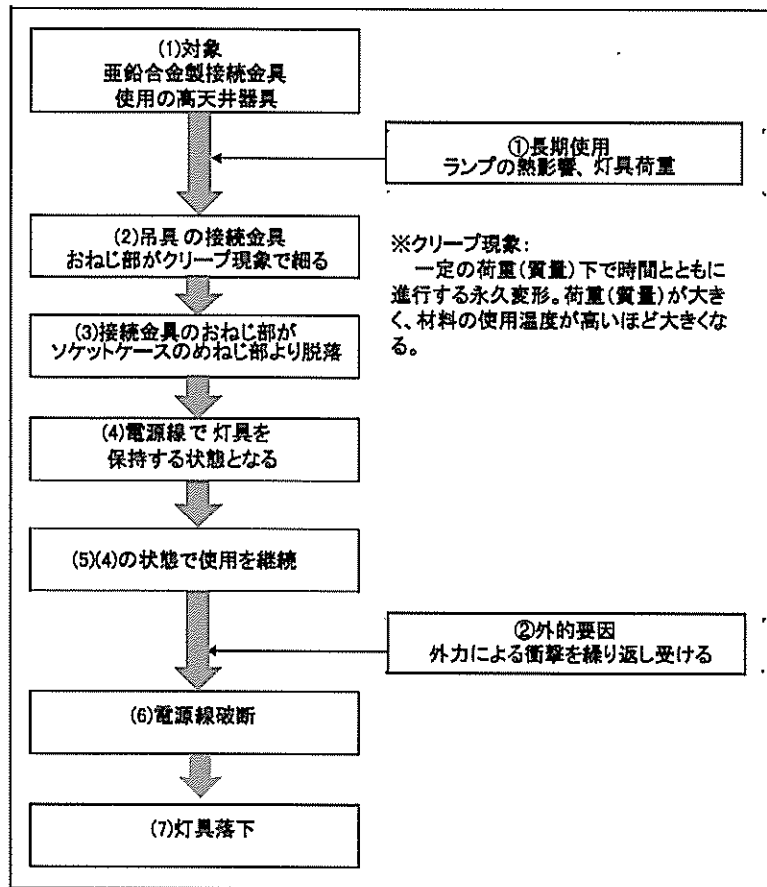 (1)対象
亜鉛合金製接続金具
使用の高天井器具
①長期使用
ランプの熱影響、灯具荷重
(2)吊具の接続金具
おねじ部がクリープ現象で細る
※クリープ現象:
一定の荷重(質量)下で時間とともに
進行する永久変形。荷重(質量)が大き
く、材料の使用温度が高いほど大きくな
る。
(3)接続金具のおねじ部が
ソケットケースのめねじ部より脱落
(4)電源線で灯具を
保持する状態となる
(5)(4)の状態で使用を継続
②外的要因
外力による衝撃を繰り返し受ける
(6)電源線破断
(7)灯具落下